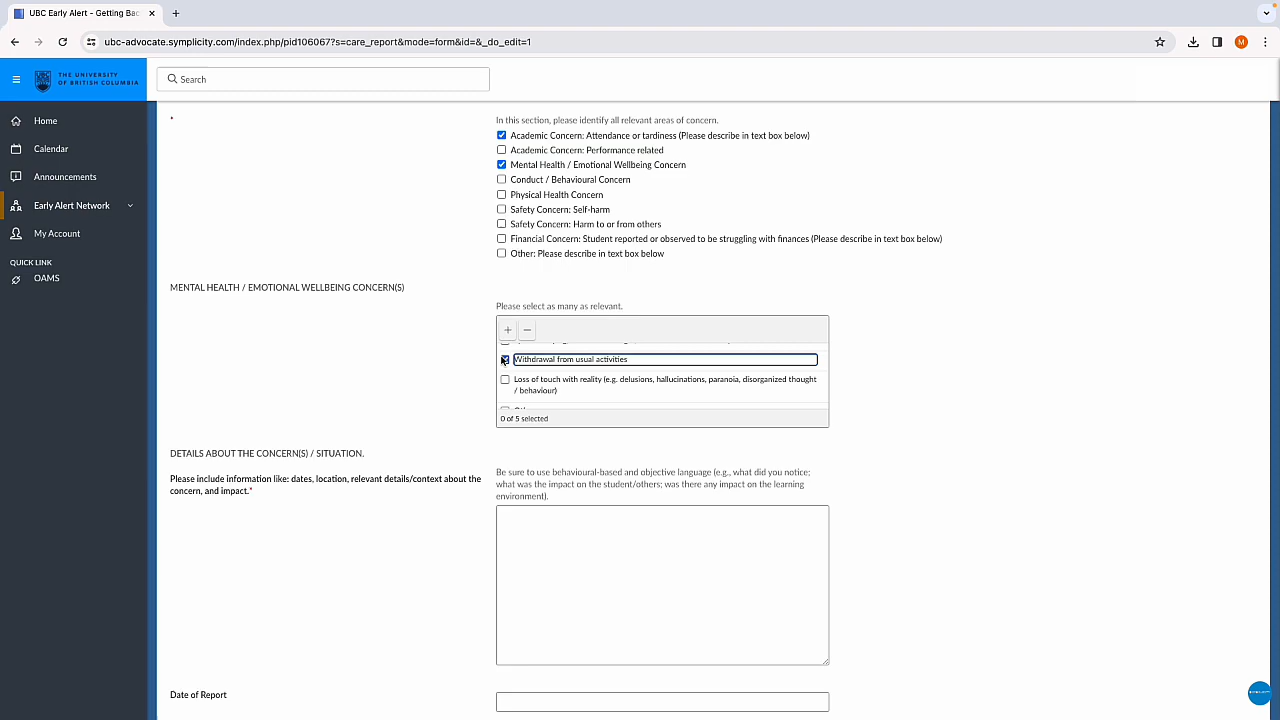 UBC Early Alert - Getting Bac
ubc-advocate.symplicity.com/index.php/pid106067?s=care_report&mode=form&id=&_do_edit=1
M
THE UNIVERSITY
OF BRITISH COLUMBIA
Search
Home
Calendar
Announcements
Early Alert Network
My Account
QUICK LINK
OAMS
*
In this section, please identify all relevant areas of concern.
Academic Concern: Attendance or tardiness (Please describe in text box below)
Academic Concern: Performance related
Mental Health / Emotional Wellbeing Concern
Conduct / Behavioural Concern
Physical Health Concern
Safety Concern: Self-harm
Safety Concern: Harm to or from others
Financial Concern: Student reported or observed to be struggling with finances (Please describe in text box below)
Other: Please describe in text box below
MENTAL HEALTH / EMOTIONAL WELLBEING CONCERN(S)
Please select as many as relevant.
Withdrawal from usual activities
Loss of touch with reality (e.g. delusions, hallucinations, paranoia, disorganized thought
/ behaviour)
0 of 5 selected
DETAILS ABOUT THE CONCERN(S) / SITUATION.
Please include information like: dates, location, relevant details/context about the
concern, and impact.*
Be sure to use behavioural-based and objective language (e.g., what did you notice;
what was the impact on the student/others; was there any impact on the learning
environment).
Date of Report